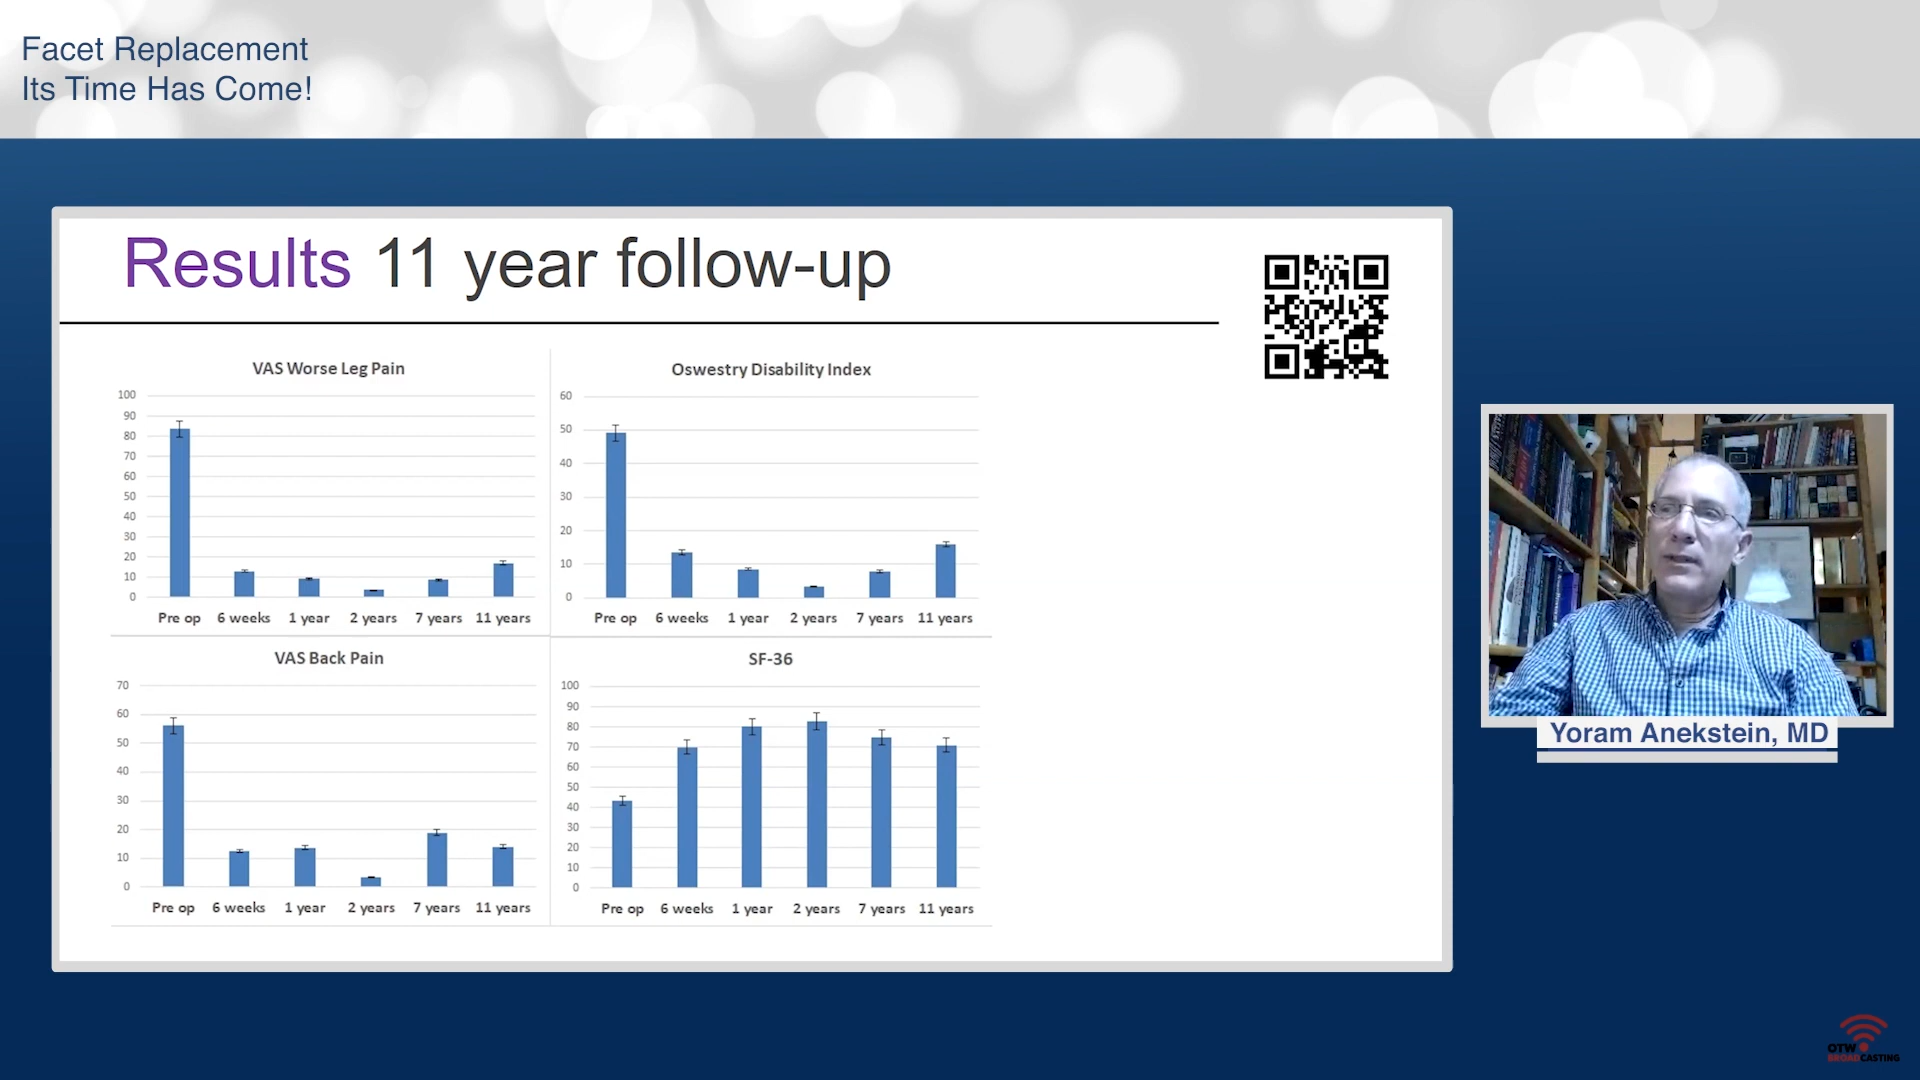 Facet Replacement
Its Time Has Come!
Results 11 year follow-up
VAS Worse Leg Pain
100
90
80
70
60
50
40
30
20
10
0
Pre op 6 weeks 1 year 2 years 7 years 11 years
Oswestry Disability Index
60
50
40
30
20
10
0
Pre op 6 weeks 1 year 2 years 7 years 11 years
VAS Back Pain
70
60
50
40
30
20
10
0
Pre op 6 weeks 1 year 2 years 7 years 11 years
SF-36
100
90
80
70
60
50
40
30
20
10
0
Pre op 6 weeks 1 year 2 years 7 years 11 years
Yoram Anekstein, MD
OTW
BROADCASTING